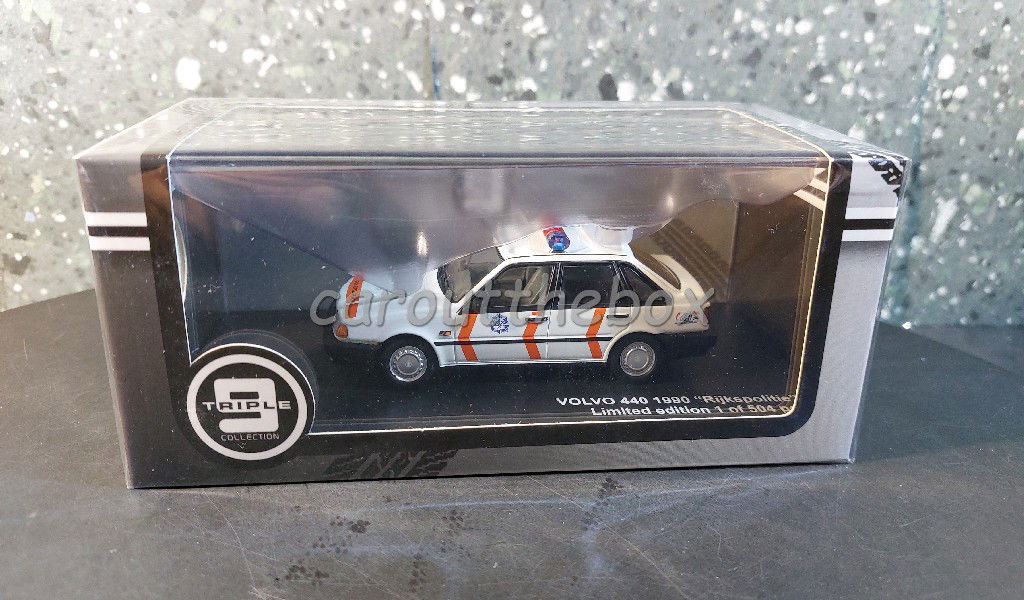 caroutthebox
VOLVO 440 1990 "Rijkspolitie"
Limited edition 1 of 504
9
TRIPLE
COLLECTION